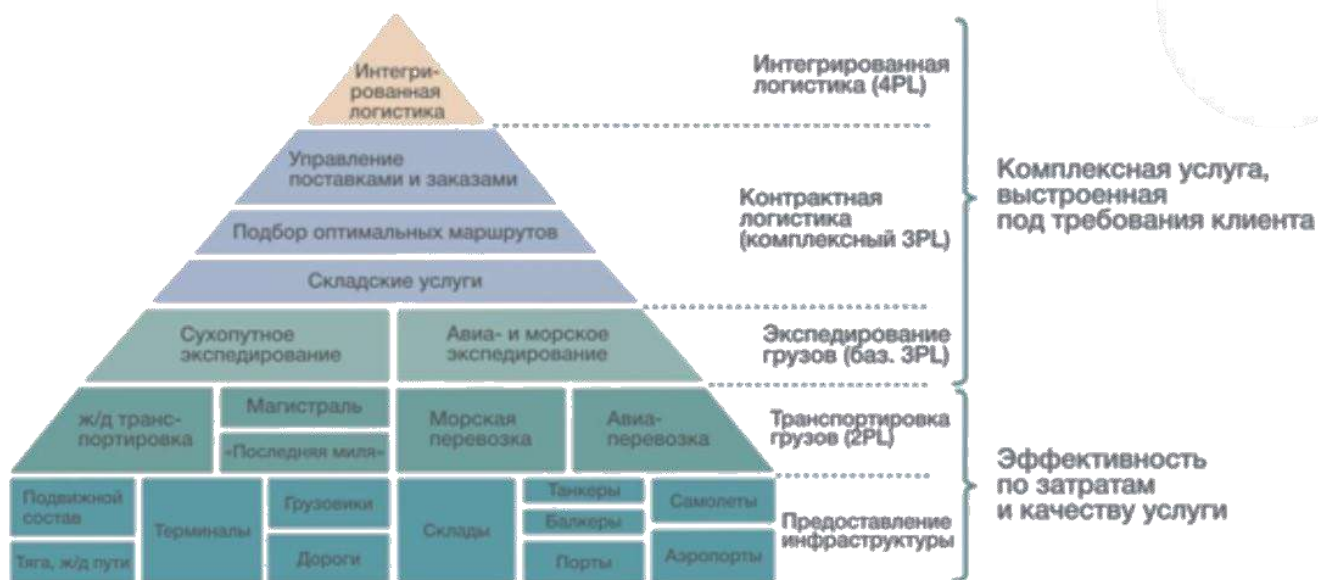 Интегри-
рованная
логистика
Управление
поставками и заказами
Подбор оптимальных маршрутов
Складские услуги
Сухопутное
экспедирование
Авиа- и морское
экспедирование
ж/д транс-
портировка
Магистраль
«Последняя миля»
Морская
перевозка
Авиа-
перевозка
Подвижной
состав
Тяга, ж/д пути
Терминалы
Грузовики
Дороги
Склады
Танкеры
Балкеры
Порты
Самолеты
Аэропорты
Интегрированная
логистика (4PL)
Контрактная
логистика
(комплексный 3PL)
Экспедирование
грузов (баз. 3PL)
Транспортировка
грузов (2PL)
Предоставление
инфраструктуры
Комплексная услуга,
выстроенная
под требования клиента
Эффективность
по затратам
и качеству услуги